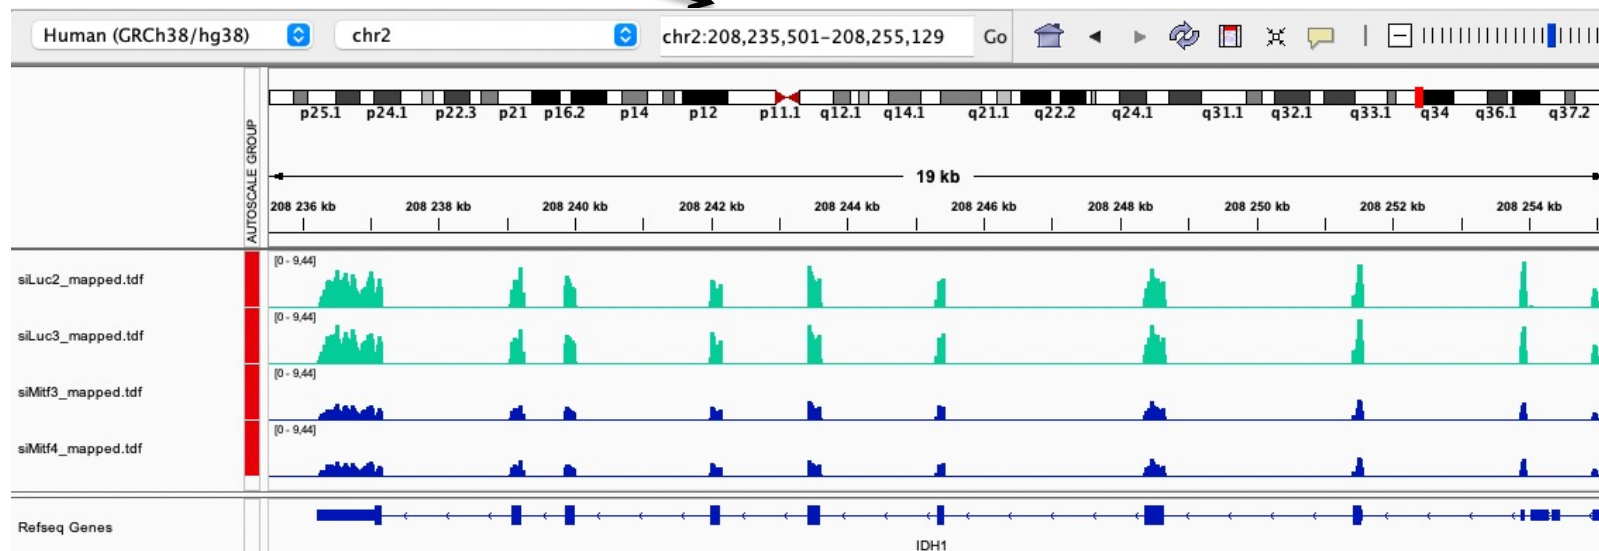 Human (GRCh38/hg38) chr2 chr2:208,235,501-208,255,129 Go
p25.1 p24.1 p22.3 p21 p16.2 p14 p12 p11.1 q12.1 q14.1 q21.1 q22.2 q24.1 q31.1 q32.1 q33.1 q34 q36.1 q37.2
AUTOSCALE GROUP
19 kb
208 236 kb 208 238 kb 208 240 kb 208 242 kb 208 244 kb 208 246 kb 208 248 kb 208 250 kb 208 252 kb 208 254 kb
[0 - 9,44]
siLuc2_mapped.tdf
[0 - 9,44]
siLuc3_mapped.tdf
[0 - 9,44]
siMitf3_mapped.tdf
[0 - 9,44]
siMitf4_mapped.tdf
Refseq Genes
IDH1